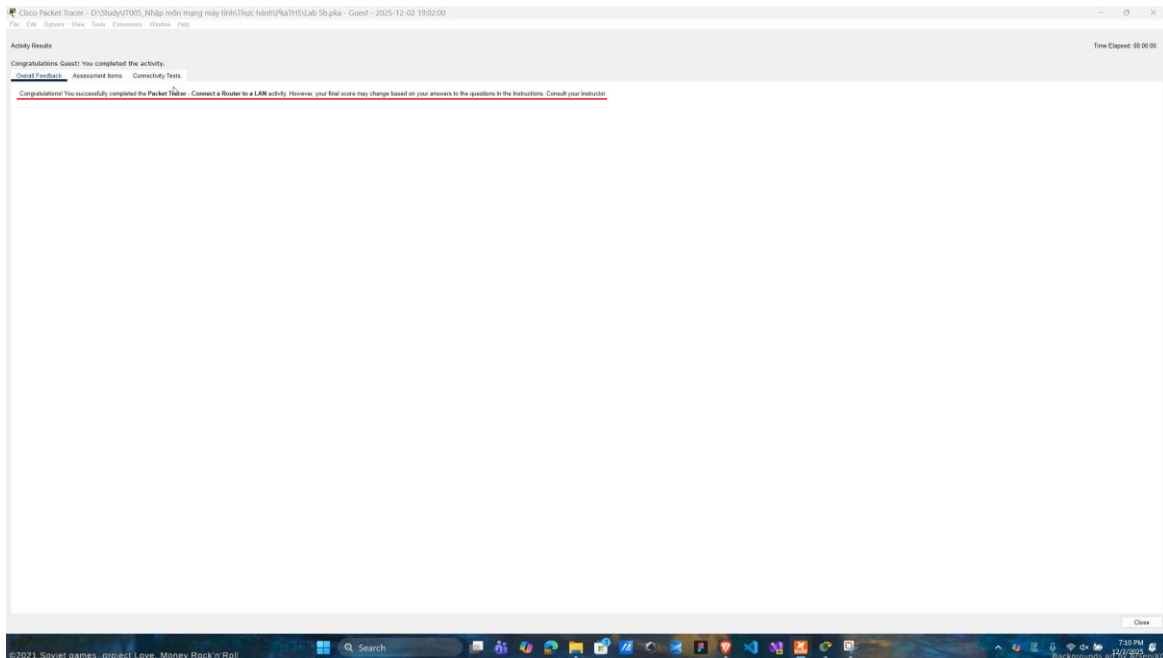 Cisco Packet Tracer - D:\Study\IT005_Nhập môn mạng máy tính\Thực hành\PkaTH5\Lab 5b.pka - Guest - 2025-12-02 19:02:00
File Edit Options View Tools Extensions Window Help
Activity Results
Time Elapsed: 00:00:00
Congratulations Guest! You completed the activity.
Overall Feedback Assessment Items Connectivity Tests
Congratulations! You successfully completed the Packet Tracer - Connect a Router to a LAN activity. However, your final score may change based on your answers to the questions in the Instructions. Consult your instructor
Close
Search
7:10 PM
12/2/2025
©2021 Soviet games, project Love, Money, Rock'n'Roll
Backgrounds art by